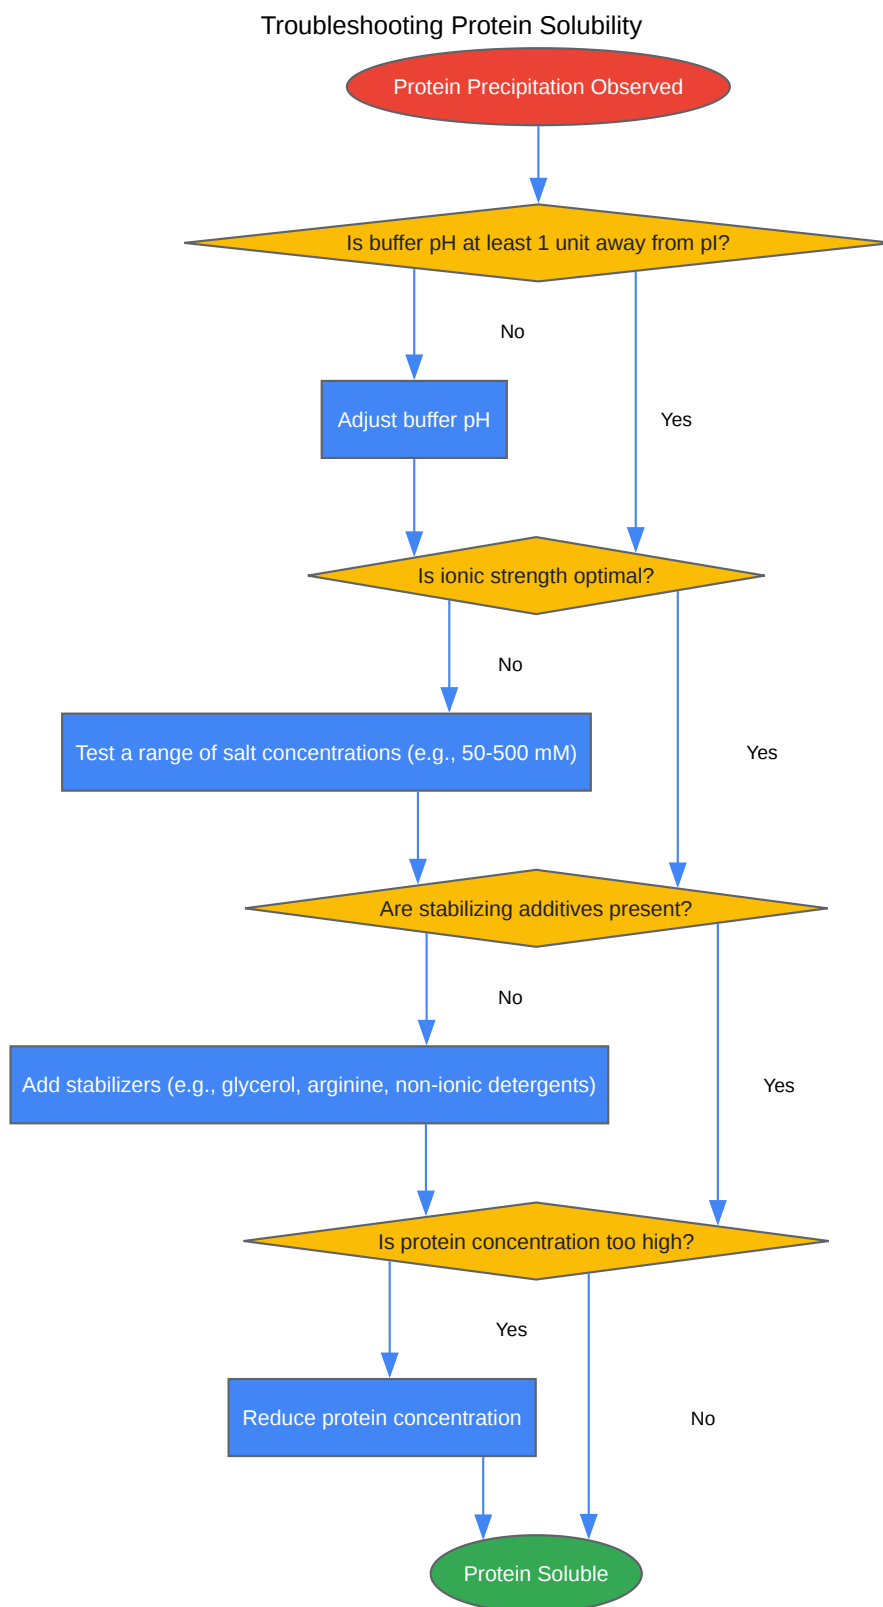 Troubleshooting Protein Solubility
Protein Precipitation Observed
Is buffer pH at least 1 unit away from pI?
No
Adjust buffer pH
Yes
Is ionic strength optimal?
No
Test a range of salt concentrations (e.g., 50-500 mM)
Yes
Are stabilizing additives present?
No
Add stabilizers (e.g., glycerol, arginine, non-ionic detergents)
Yes
Is protein concentration too high?
Yes
Reduce protein concentration
No
Protein Soluble